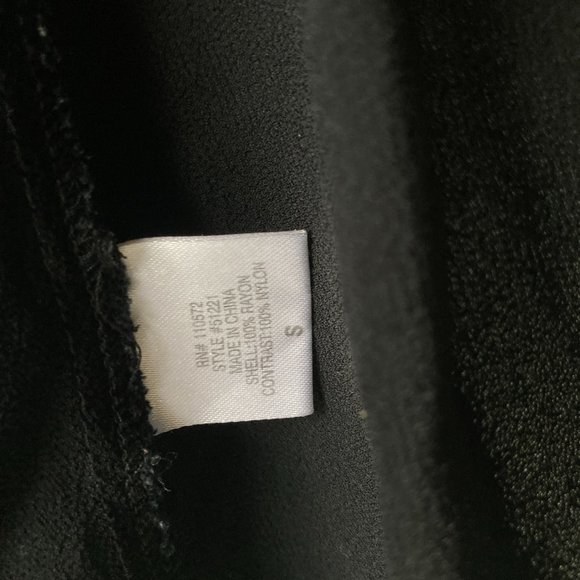 RN# 110572
STYLE #51221
MADE IN CHINA
SHELL:100% RAYON
CONTRAST:100% NYLON
S